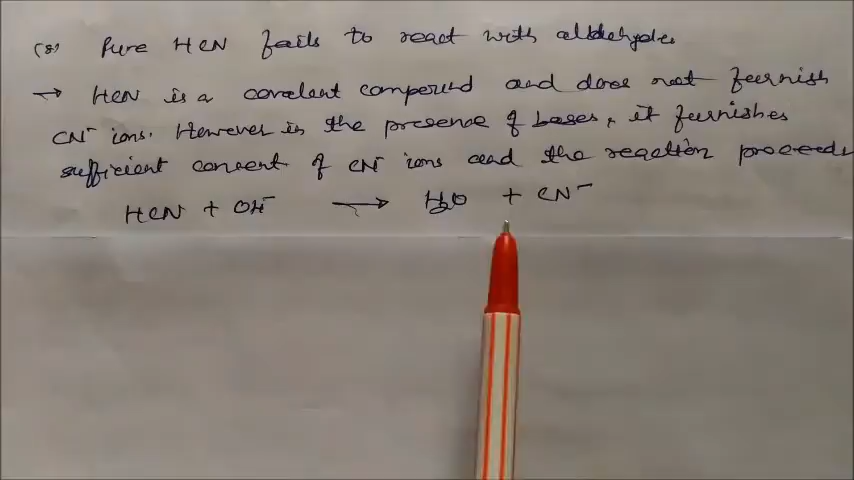 (8) Pure HCN fails to react with aldehydes
→ HCN is a covalent compound and does not furnish
CN⁻ ions. However in the presence of bases, it furnishes
sufficient concent of CN⁻ ions and the reaction proceeds
HCN + OH⁻ → H₂O + CN⁻